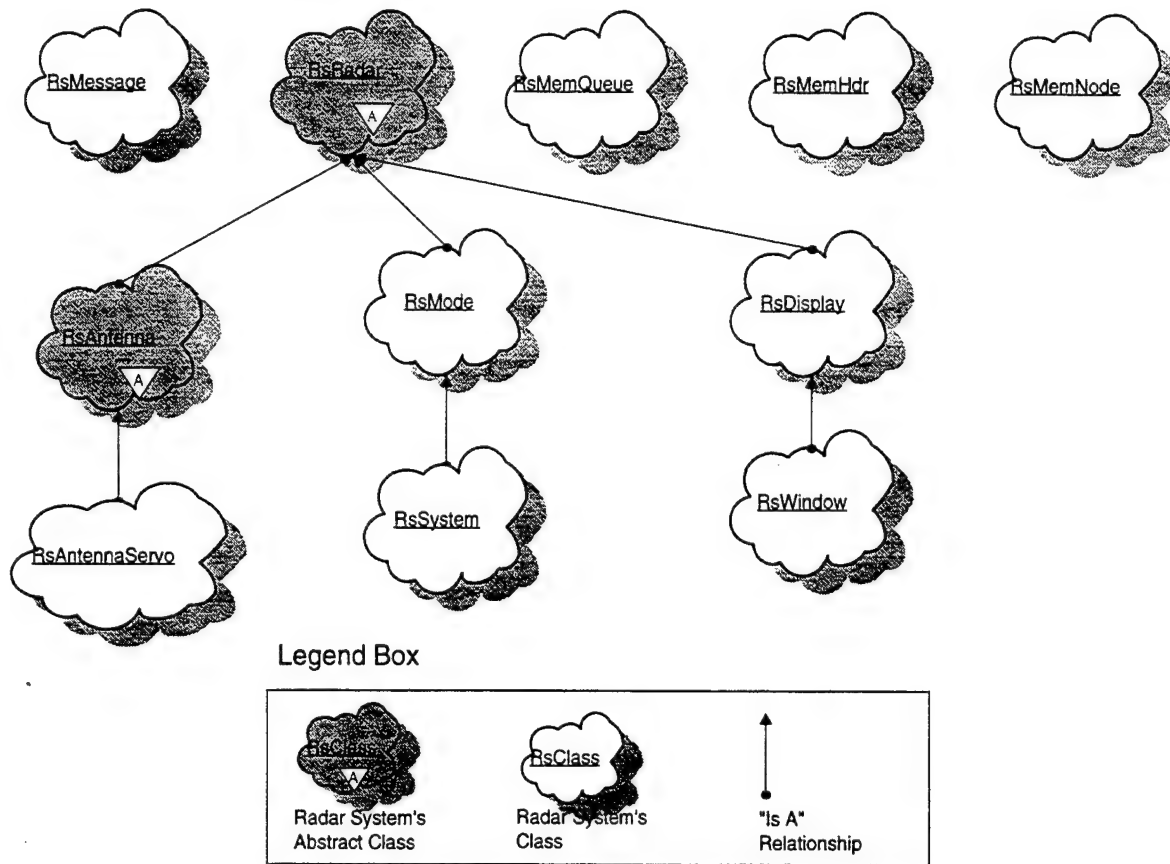 RsMessage
RsRadar
A
RsMemQueue
RsMemHdr
RsMemNode
RsAntenna
A
RsMode
RsDisplay
RsAntennaServo
RsSystem
RsWindow
Legend Box
RsClass
A
Radar System's
Abstract Class
RsClass
Radar System's
Class
"Is A"
Relationship